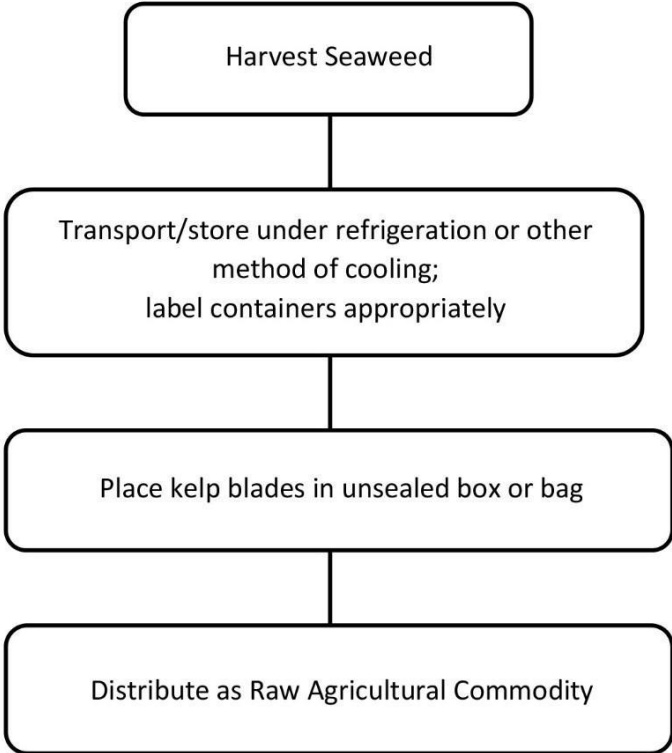 Harvest Seaweed
Transport/store under refrigeration or other
method of cooling;
label containers appropriately
Place kelp blades in unsealed box or bag
Distribute as Raw Agricultural Commodity